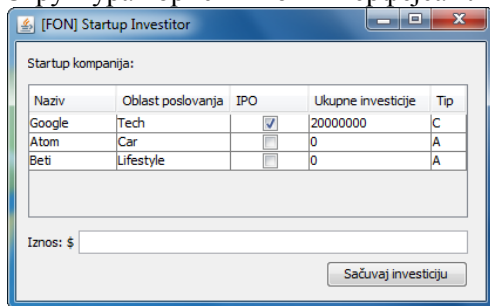 [FON] Startup Investitor
Startup kompanija:
Naziv Oblast poslovanja IPO Ukupne investicije Tip
Google Tech 20000000 C
Atom Car 0 A
Beti Lifestyle 0 A
Iznos: $
Sačuvaj investiciju